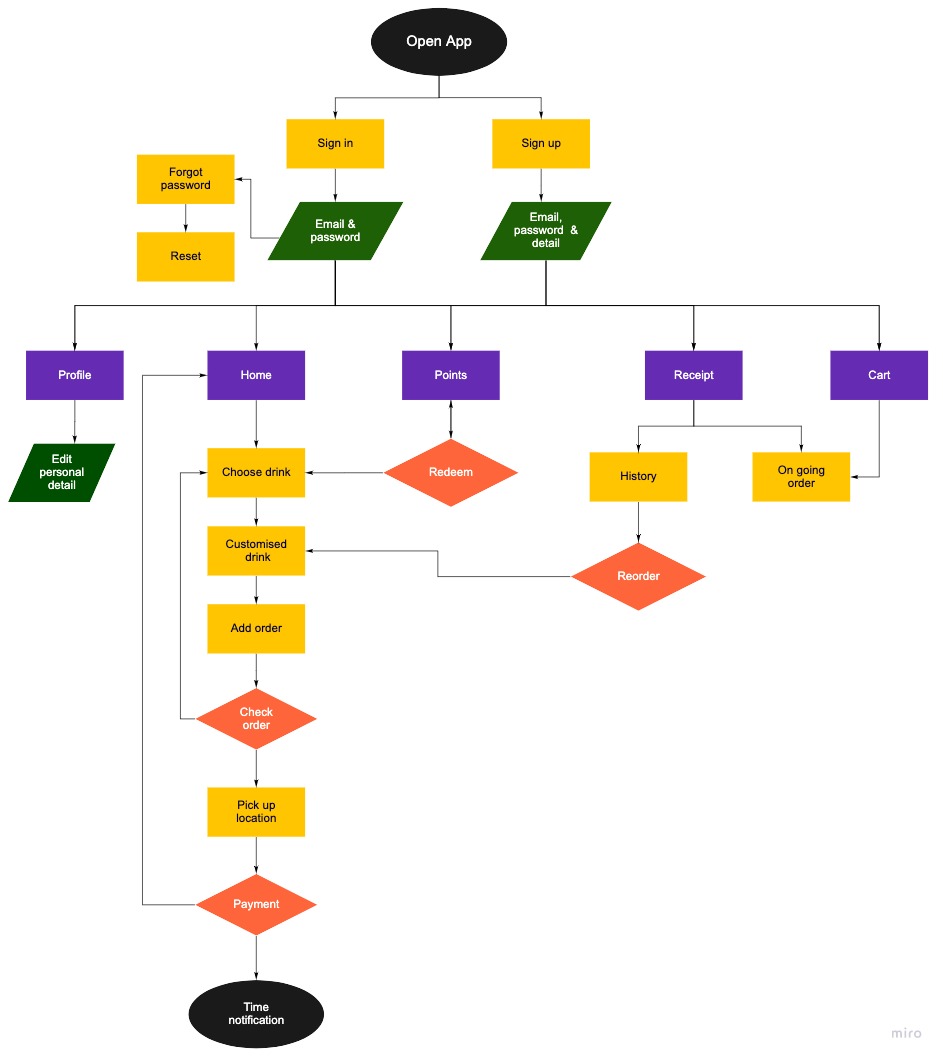 Open App
Sign in
Sign up
Forgot
password
Email &
password
Email,
password &
detail
Reset
Profile
Home
Points
Receipt
Cart
Edit
personal
detail
Choose drink
Redeem
History
On going
order
Customised
drink
Reorder
Add order
Check
order
Pick up
location
Payment
Time
notification
miro